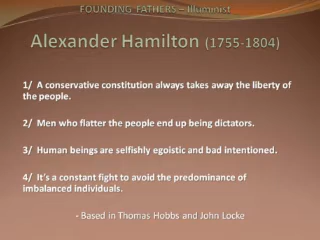 FOUNDING FATHERS – Illuminist
Alexander Hamilton (1755-1804)
1/ A conservative constitution always takes away the liberty of
the people.
2/ Men who flatter the people end up being dictators.
3/ Human beings are selfishly egoistic and bad intentioned.
4/ It's a constant fight to avoid the predominance of
imbalanced individuals.
- Based in Thomas Hobbs and John Locke